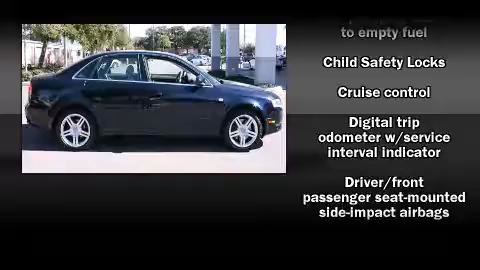 to empty fuel
Child Safety Locks
Cruise control
Digital trip
odometer w/service
interval indicator
Driver/front
passenger seat-mounted
side-impact airbags